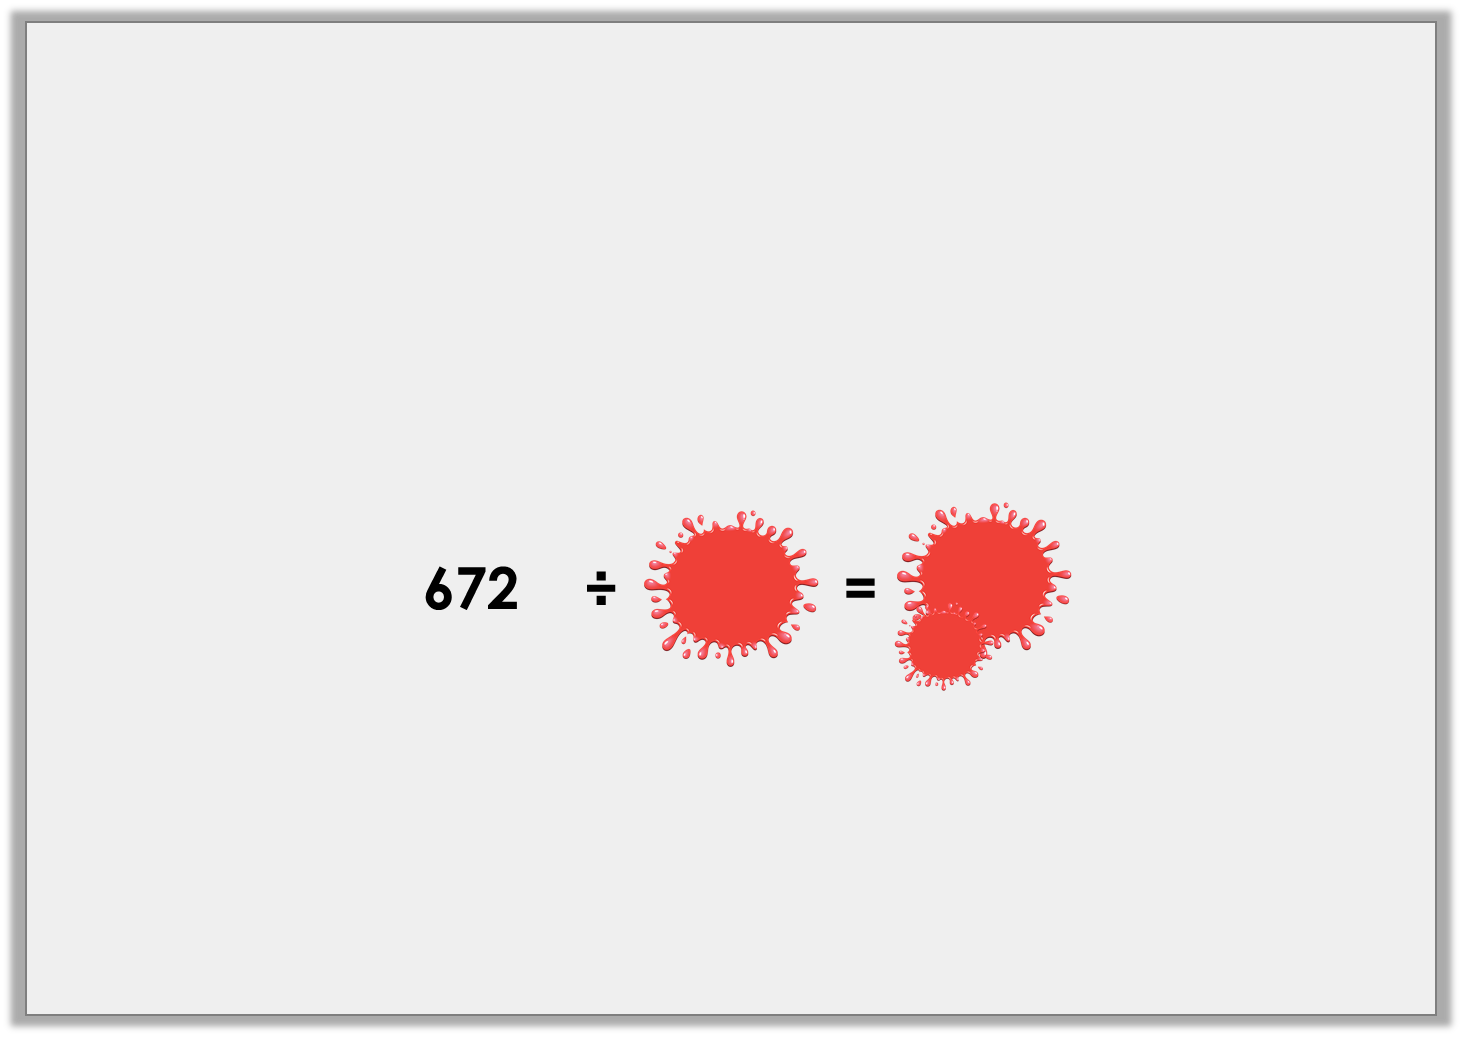 672 ÷ =